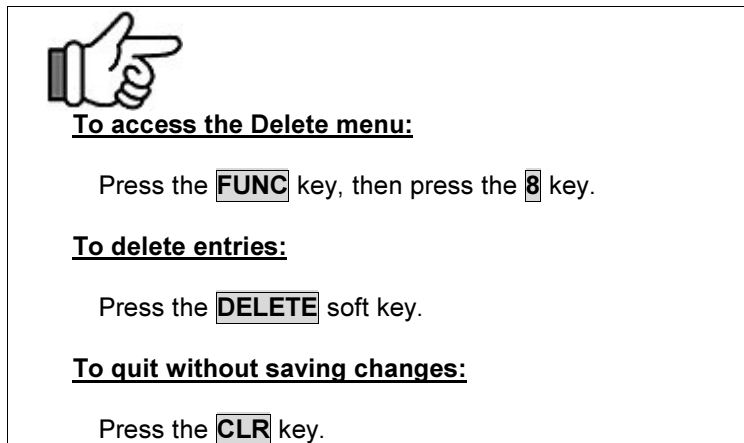 To access the Delete menu:
Press the FUNC key, then press the 8 key.
To delete entries:
Press the DELETE soft key.
To quit without saving changes:
Press the CLR key.